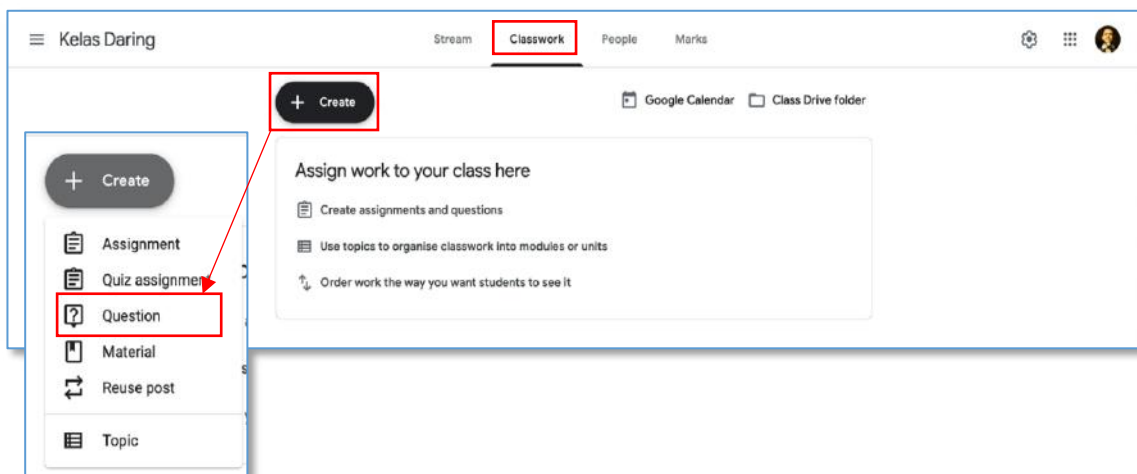 Kelas Daring
Stream Classwork People Marks
+ Create
Google Calendar Class Drive folder
Assign work to your class here
Create assignments and questions
Use topics to organise classwork into modules or units
Order work the way you want students to see it
+ Create
Assignment
Quiz assignment
Question
Material
Reuse post
Topic